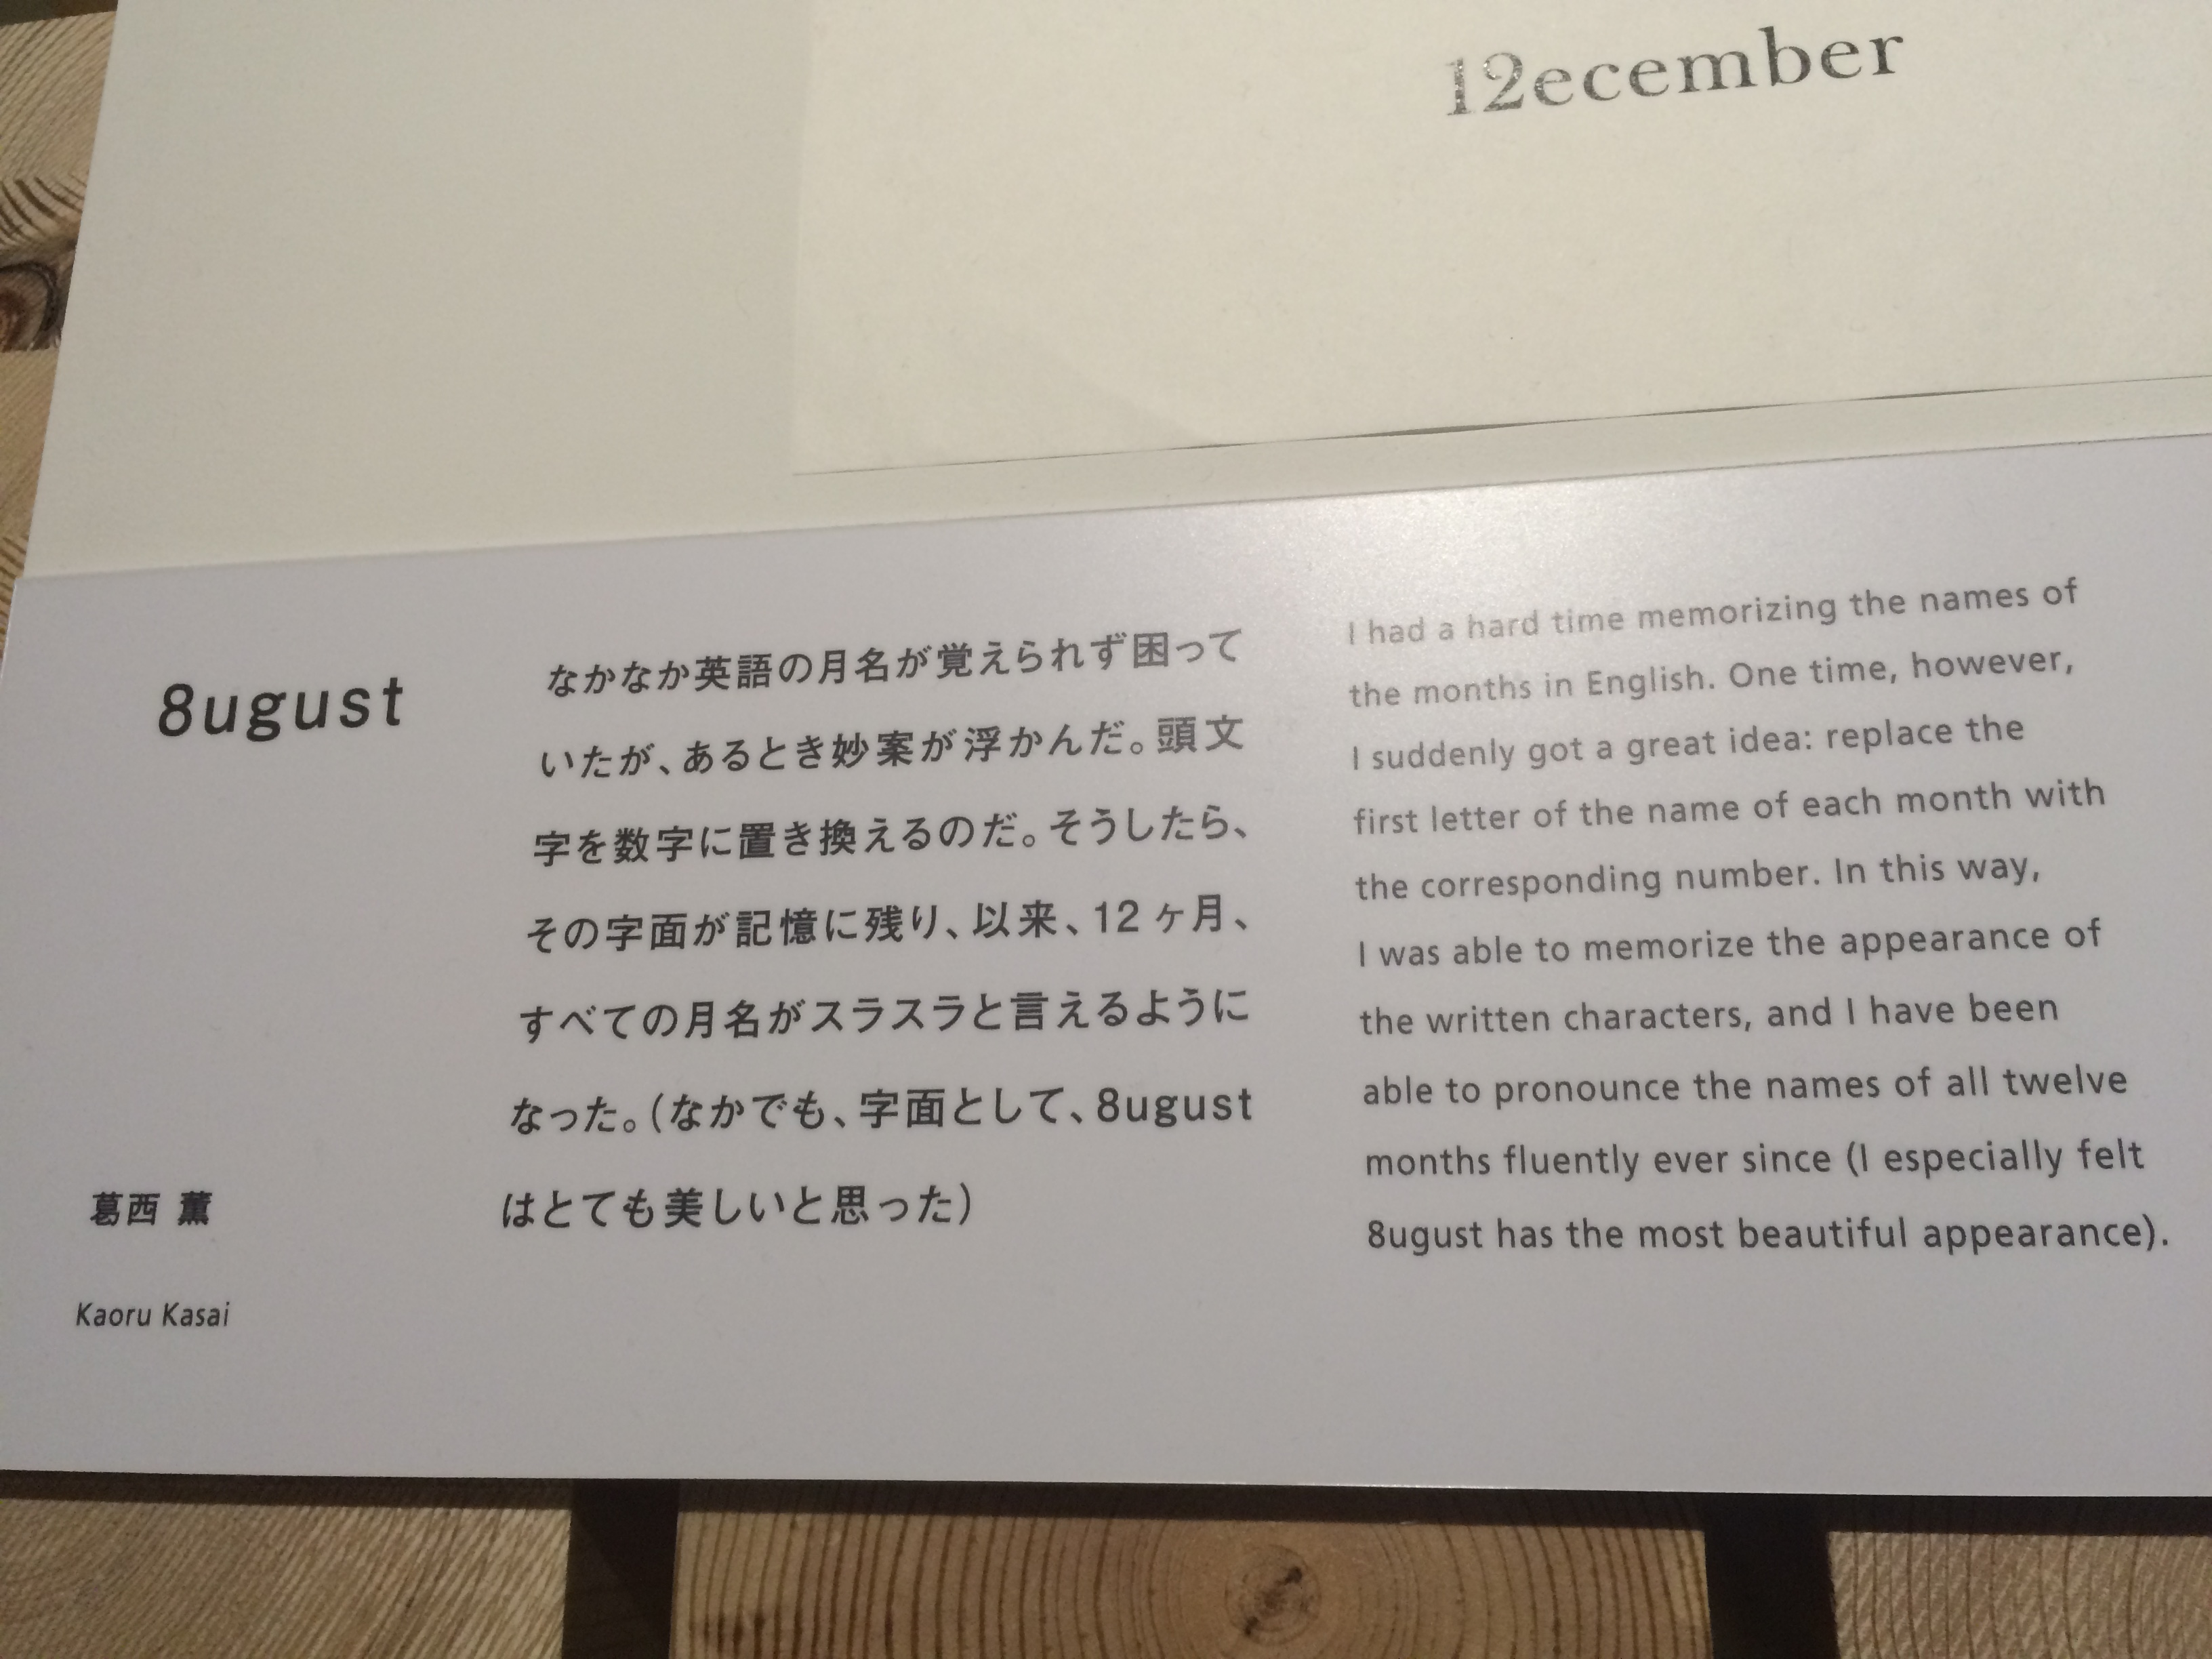 12ecember
8ugust
なかなか英語の月名が覚えられず困って
いたが、あるとき妙案が浮かんだ。頭文
字を数字に置き換えるのだ。そうしたら、
その字面が記憶に残り、以来、12ヶ月、
すべての月名がスラスラと言えるように
なった。（なかでも、字面として、8ugust
はとても美しいと思った）
I had a hard time memorizing the names of
the months in English. One time, however,
I suddenly got a great idea: replace the
first letter of the name of each month with
the corresponding number. In this way,
I was able to memorize the appearance of
the written characters, and I have been
able to pronounce the names of all twelve
months fluently ever since (I especially felt
8ugust has the most beautiful appearance).
葛西 薫
Kaoru Kasai